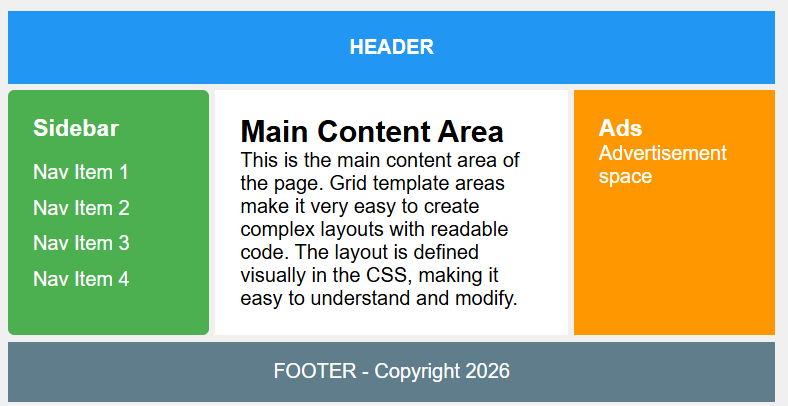 HEADER
Sidebar
Nav Item 1
Nav Item 2
Nav Item 3
Nav Item 4
Main Content Area
This is the main content area of
the page. Grid template areas
make it very easy to create
complex layouts with readable
code. The layout is defined
visually in the CSS, making it
easy to understand and modify.
Ads
Advertisement
space
FOOTER - Copyright 2026